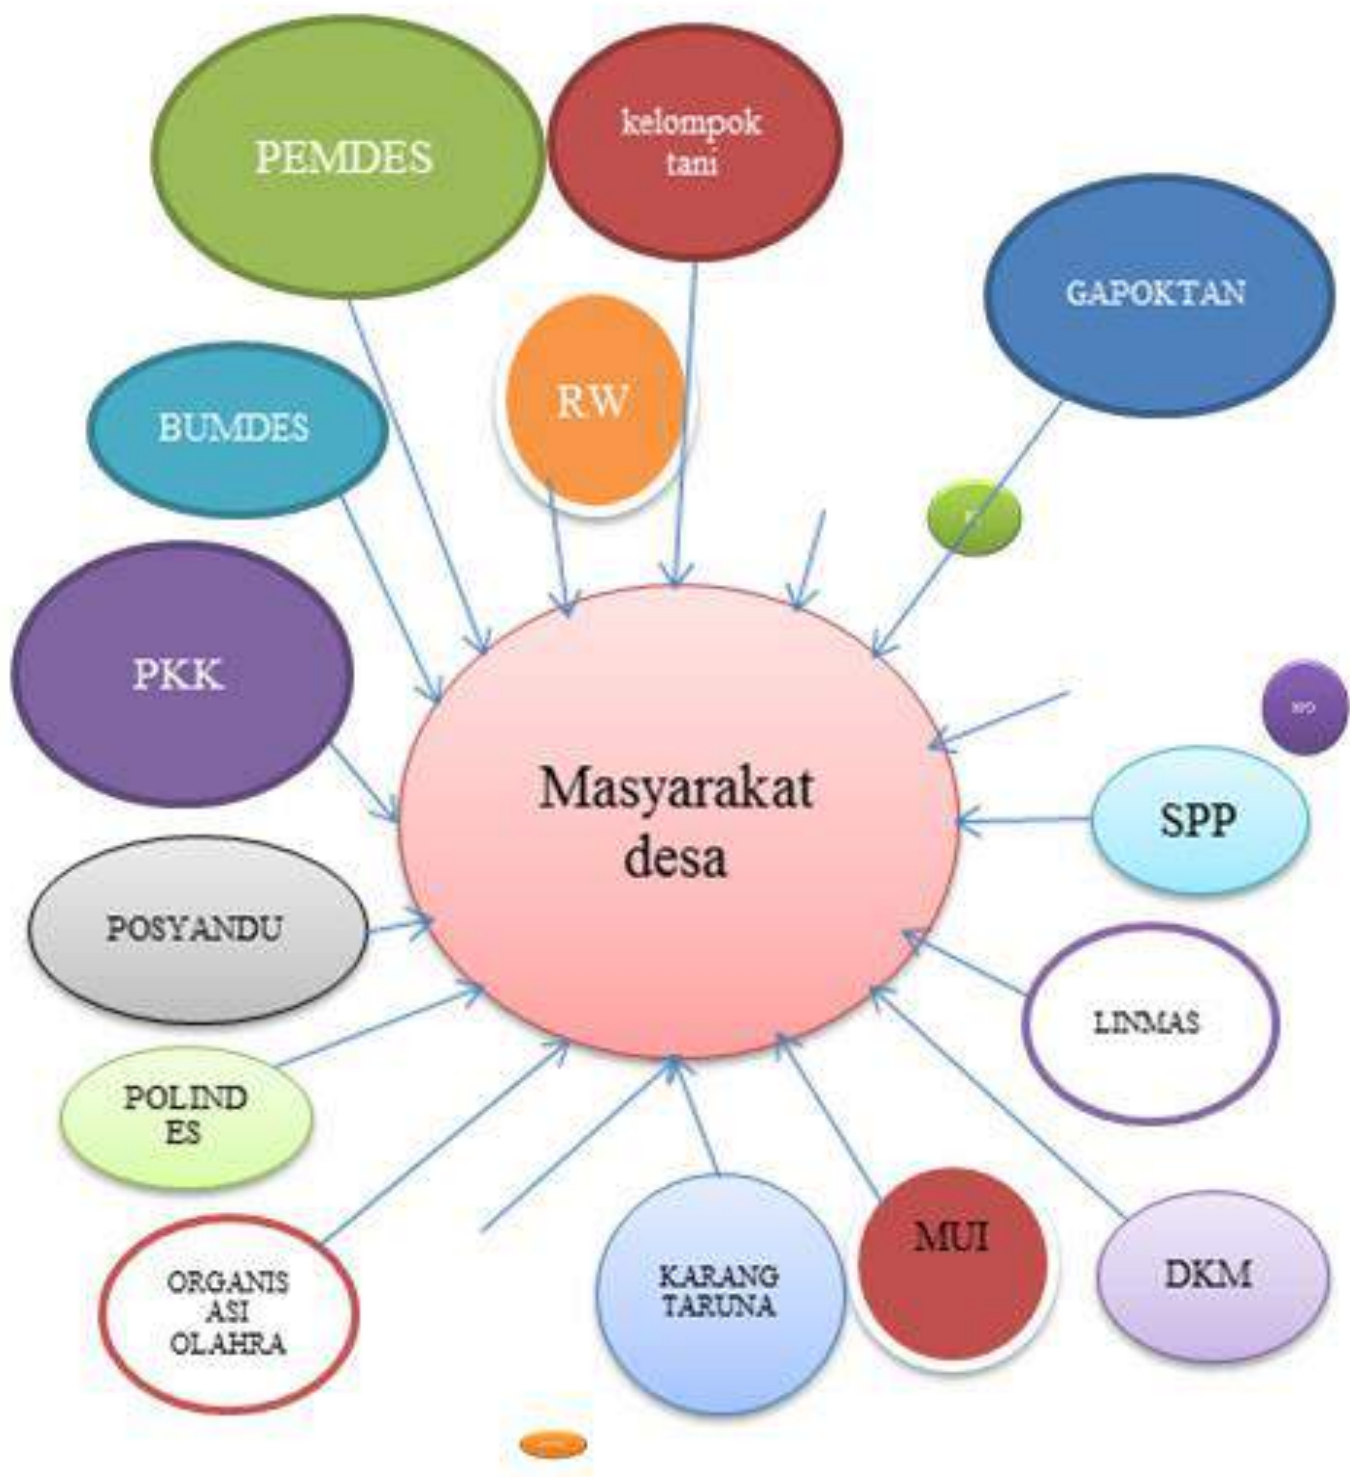 PEMDES
kelompok
tani
GAPOKTAN
RW
BUMDES
PKK
Masyarakat
desa
SPP
POSYANDU
LINMAS
POLIND
ES
MUI
DKM
KARANG
TARUNA
ORGANIS
ASI
OLAHRA